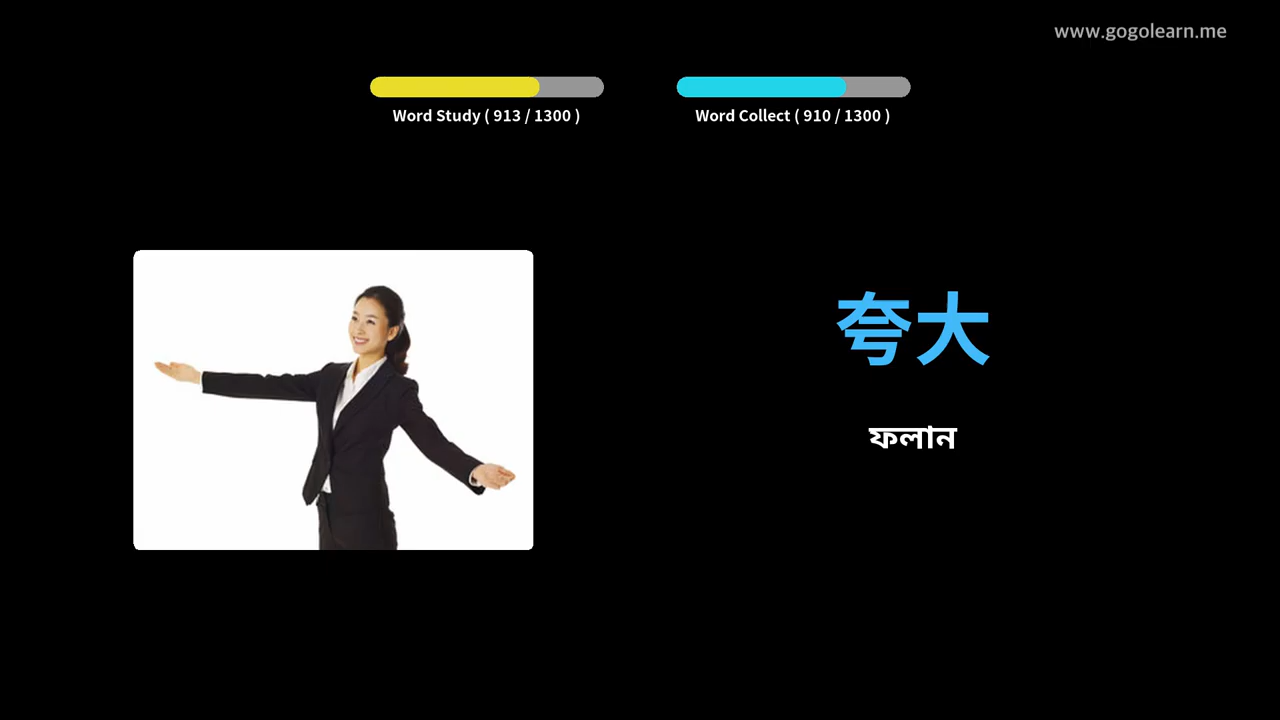 www.gogolearn.me
Word Study ( 913 / 1300 )
Word Collect ( 910 / 1300 )
夸大
ফলান